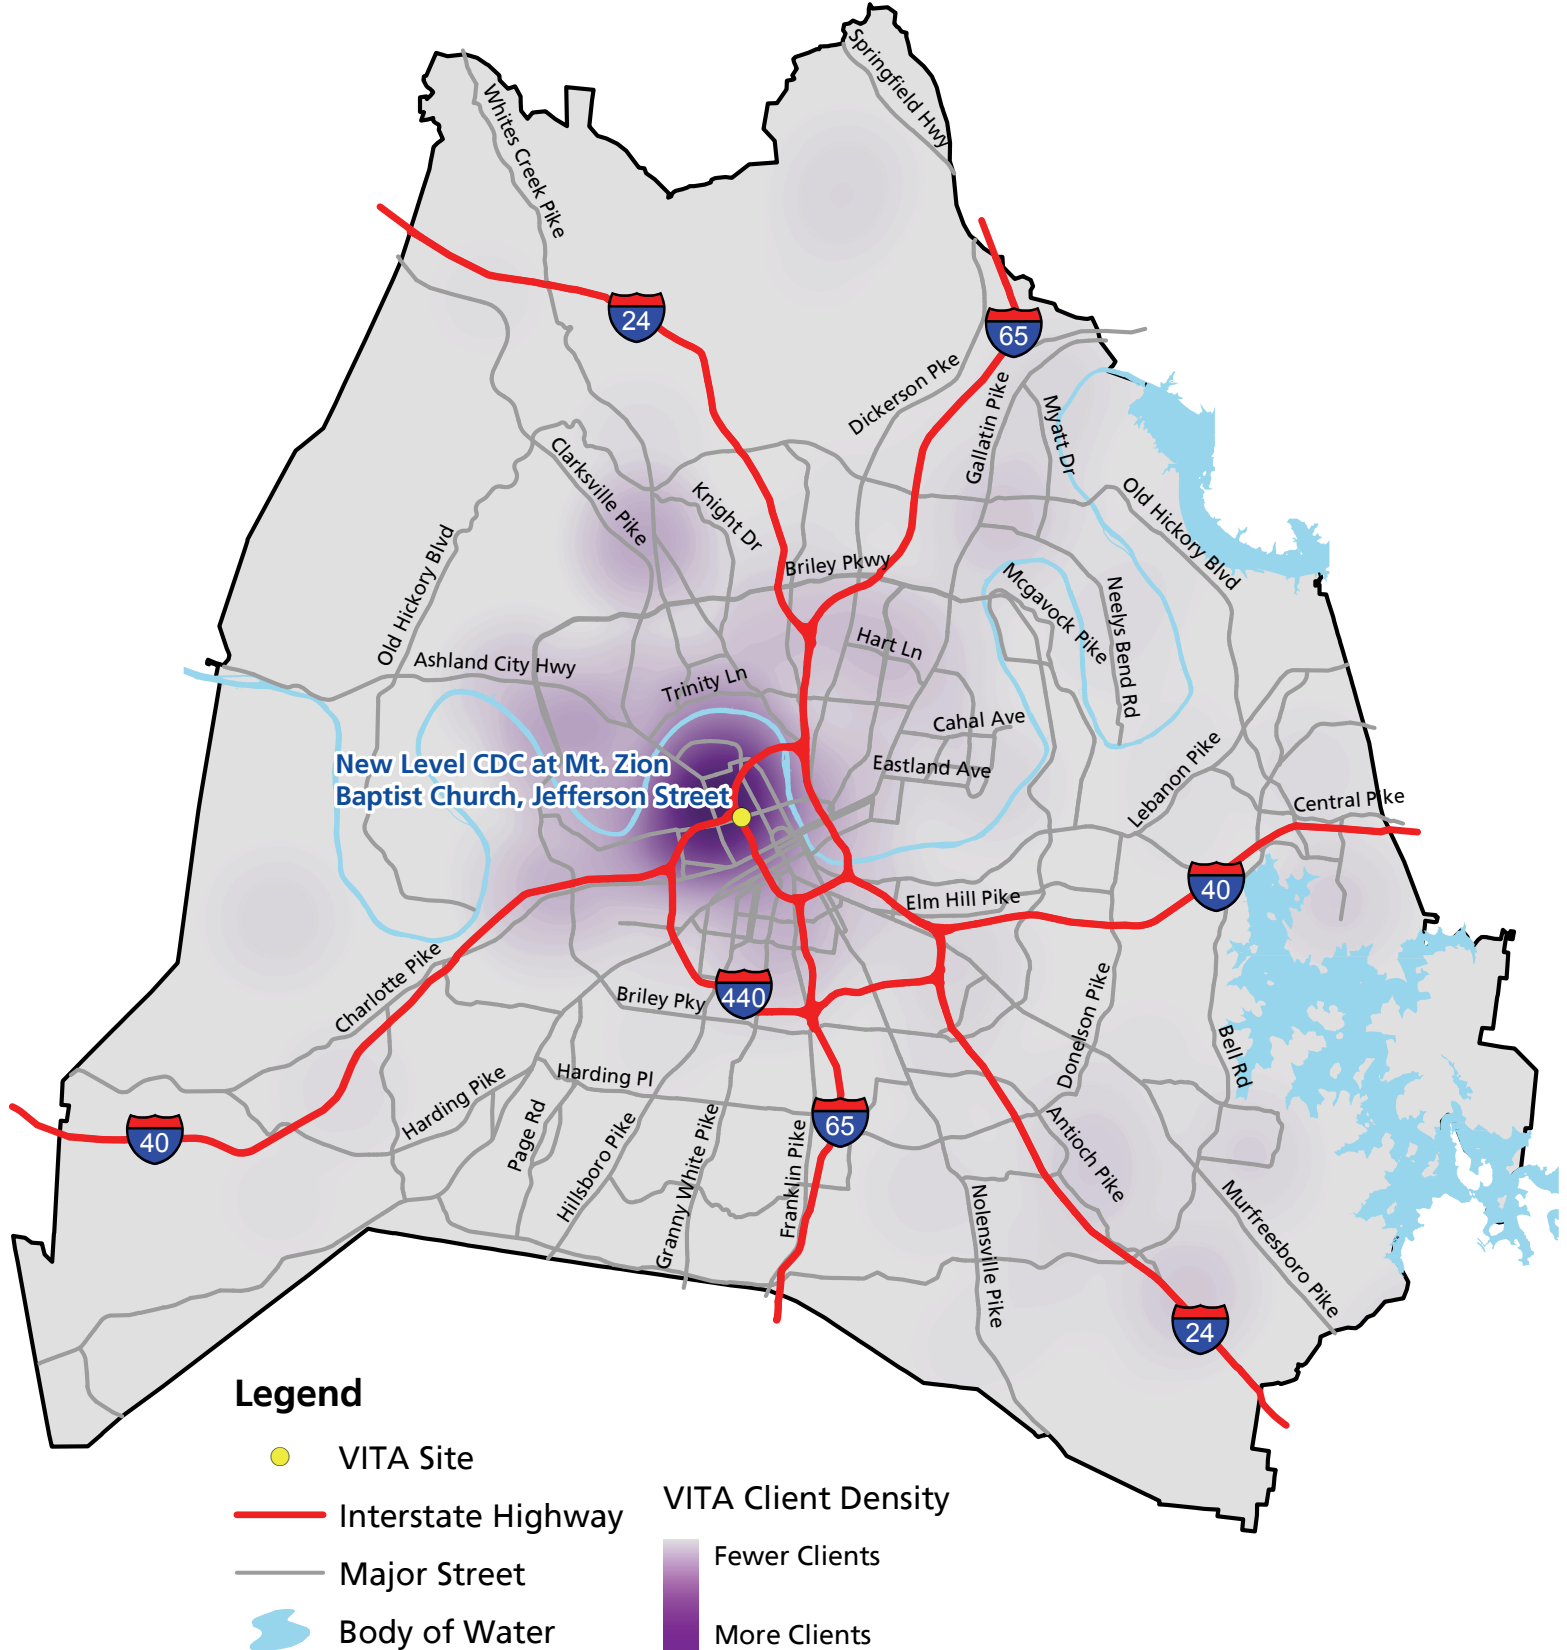 Springfield Hwy
Whites Creek Pike
24
65
Dickerson Pke
Gallatin Pike
Myatt Dr
Clarksville Pike
Knight Dr
Old Hickory Blvd
Old Hickory Blvd
Briley Pkwy
Mcgavock Pike
Neelys Bend Rd
Hart Ln
Ashland City Hwy
Trinity Ln
Cahal Ave
Eastland Ave
Lebanon Pike
Central Pike
New Level CDC at Mt. Zion
Baptist Church, Jefferson Street
40
Elm Hill Pike
Charlotte Pike
Briley Pky
440
Donelson Pike
Bell Rd
Harding Pike
Harding Pl
Page Rd
Hillsboro Pike
Granny White Pike
Franklin Pike
65
Antioch Pike
40
Nolensville Pike
Murfreesboro Pike
24
Legend
VITA Site
Interstate Highway
Major Street
Body of Water
VITA Client Density
Fewer Clients
More Clients